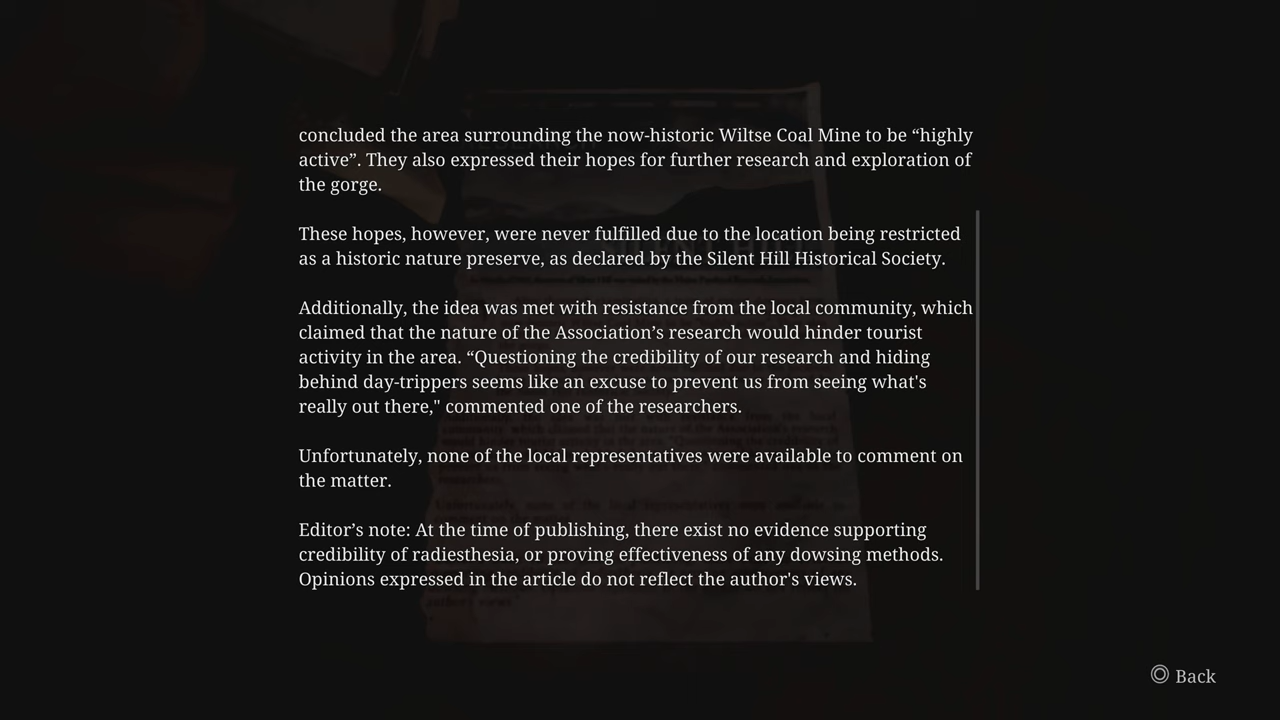 concluded the area surrounding the now-historic Wiltse Coal Mine to be “highly
active”. They also expressed their hopes for further research and exploration of
the gorge.
These hopes, however, were never fulfilled due to the location being restricted
as a historic nature preserve, as declared by the Silent Hill Historical Society.
Additionally, the idea was met with resistance from the local community, which
claimed that the nature of the Association’s research would hinder tourist
activity in the area. “Questioning the credibility of our research and hiding
behind day-trippers seems like an excuse to prevent us from seeing what's
really out there," commented one of the researchers.
Unfortunately, none of the local representatives were available to comment on
the matter.
Editor’s note: At the time of publishing, there exist no evidence supporting
credibility of radiesthesia, or proving effectiveness of any dowsing methods.
Opinions expressed in the article do not reflect the author's views.
Back